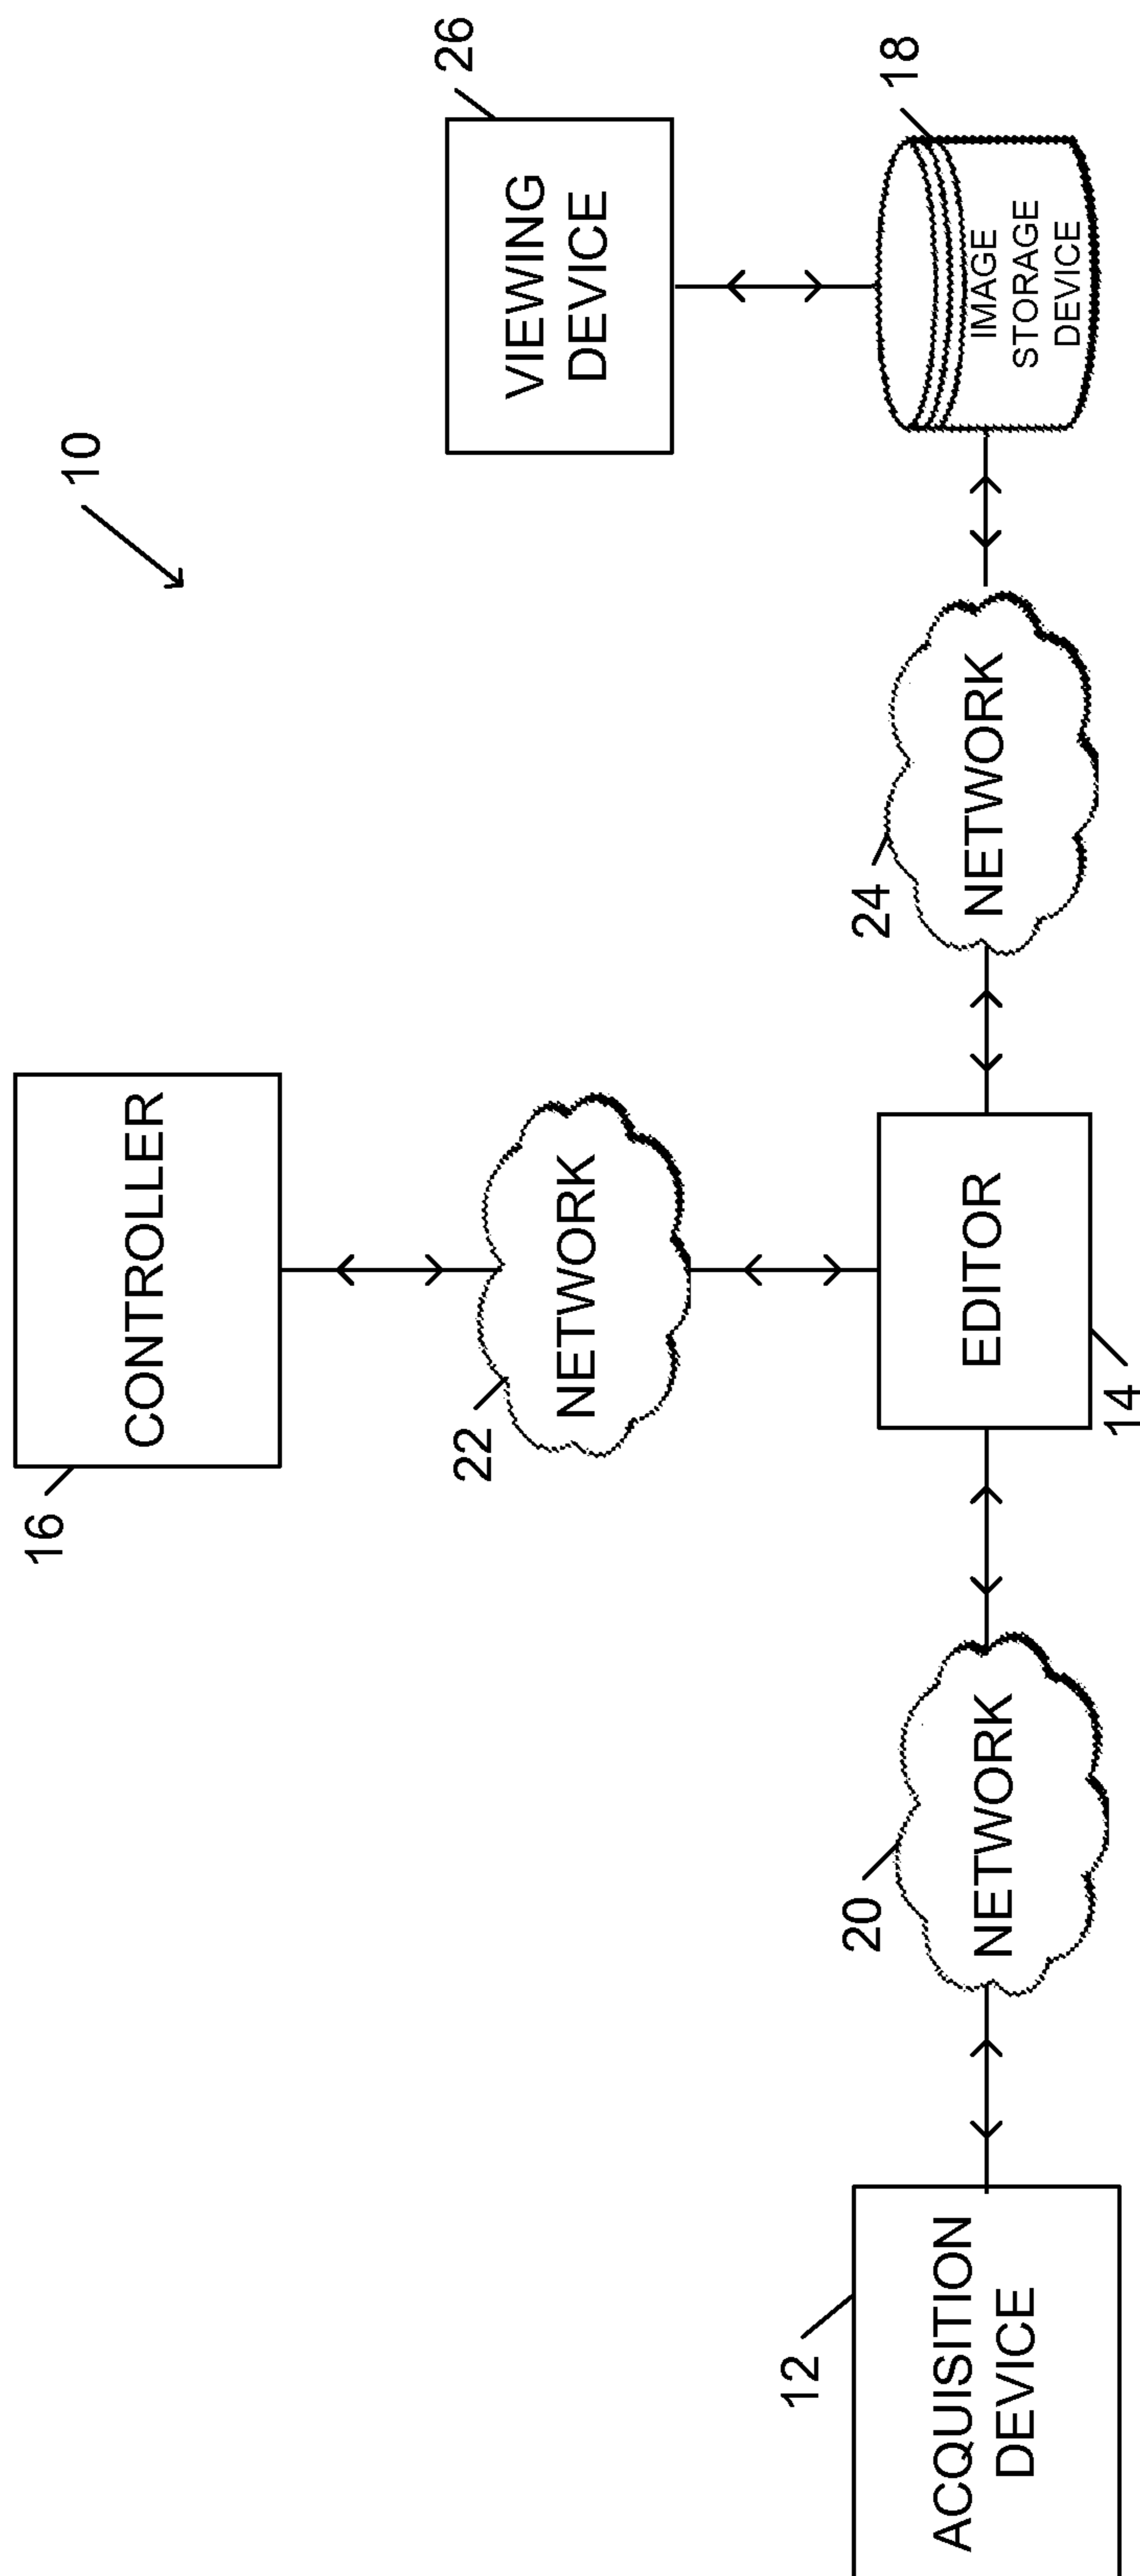 10
CONTROLLER
16
22
NETWORK
26
VIEWING
DEVICE
12
ACQUISITION
DEVICE
20
NETWORK
EDITOR
14
24
NETWORK
18
IMAGE
STORAGE
DEVICE